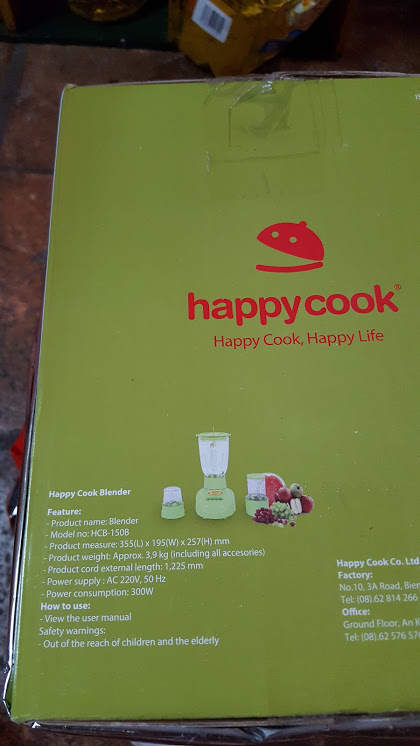 happycook®
Happy Cook, Happy Life
Happy Cook Blender
Feature:
- Product name: Blender
- Model no: HCB-150B
- Product measure: 355(L) x 195(W) x 257(H) mm
- Product weight: Approx. 3,9 kg (including all accesories)
- Product cord external length: 1,225 mm
- Power supply : AC 220V, 50 Hz
- Power consumption: 300W
How to use:
- View the user manual
Safety warnings:
- Out of the reach of children and the elderly
Happy Cook Co. Ltd
Factory:
No.10, 3A Road, Bien
Tel: (08).62 814 266
Office:
Ground Floor, An
Tel: (08).62 576 57